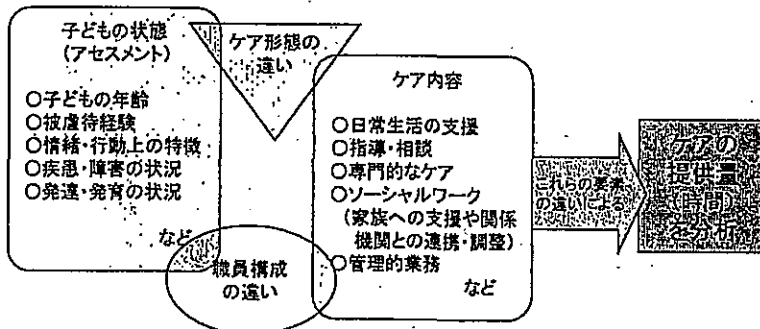 子どもの状態
(アセスメント)
○子どもの年齢
○被虐待経験
○情緒・行動上の特徴
○疾患・障害の状況
○発達・発育の状況
など
ケア形態の
違い
職員構成
の違い
ケア内容
○日常生活の支援
○指導・相談
○専門的なケア
○ソーシャルワーク
(家族への支援や関係
機関との連携・調整)
○管理的業務
など
これらの要素
の違いによる
ケアの
提供量
(時間)
を分析